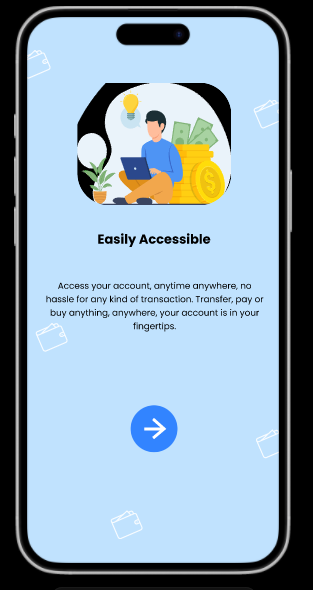 Easily Accessible
Access your account, anytime anywhere, no
hassle for any kind of transaction. Transfer, pay or
buy anything, anywhere, your account is in your
fingertips.